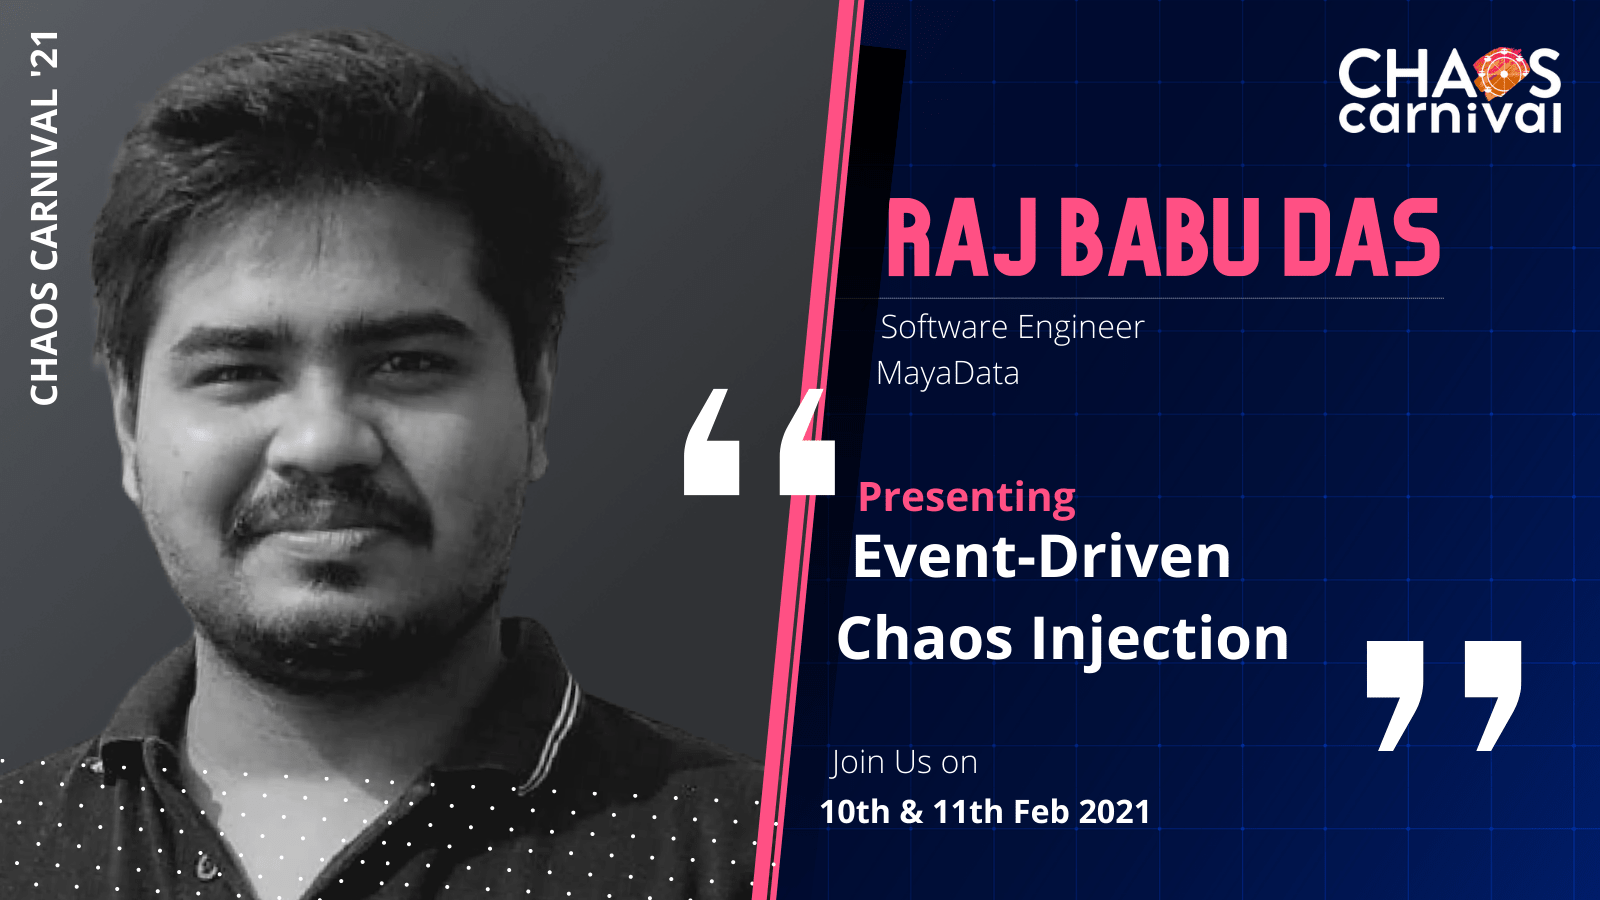 CHAOS CARNIVAL '21
CHAOS
carnival
RAJ BABU DAS
Software Engineer
MayaData
“
Presenting
Event-Driven
Chaos Injection
”
Join Us on
10th & 11th Feb 2021